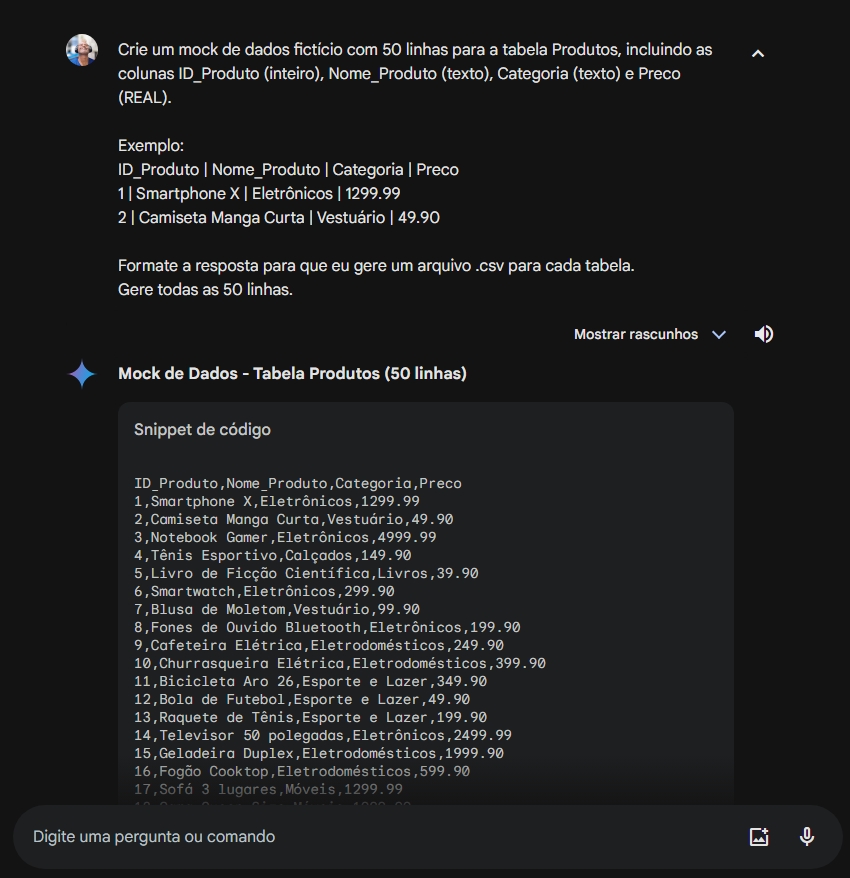 Crie um mock de dados fictício com 50 linhas para a tabela Produtos, incluindo as
colunas ID_Produto (inteiro), Nome_Produto (texto), Categoria (texto) e Preco
(REAL).
Exemplo:
ID_Produto | Nome_Produto | Categoria | Preco
1 | Smartphone X | Eletrônicos | 1299.99
2 | Camiseta Manga Curta | Vestuário | 49.90
Formate a resposta para que eu gere um arquivo .csv para cada tabela.
Gere todas as 50 linhas.
Mostrar rascunhos
Mock de Dados - Tabela Produtos (50 linhas)
Snippet de código
ID_Produto,Nome_Produto,Categoria,Preco
1,Smartphone X,Eletrônicos,1299.99
2,Camiseta Manga Curta,Vestuário,49.90
3,Notebook Gamer,Eletrônicos,4999.99
4,Tênis Esportivo,Calçados,149.90
5,Livro de Ficção Científica,Livros,39.90
6,Smartwatch,Eletrônicos,299.90
7,Blusa de Moletom,Vestuário,99.90
8,Fones de Ouvido Bluetooth,Eletrônicos,199.90
9,Cafeteira Elétrica,Eletrodomésticos,249.90
10,Churrasqueira Elétrica,Eletrodomésticos,399.90
11,Bicicleta Aro 26,Esporte e Lazer,349.90
12,Bola de Futebol,Esporte e Lazer,49.90
13,Raquete de Tênis,Esporte e Lazer,199.90
14,Televisor 50 polegadas,Eletrônicos,2499.99
15,Geladeira Duplex,Eletrodomésticos,1999.90
16,Fogão Cooktop,Eletrodomésticos,599.90
17,Sofá 3 lugares,Móveis,1299.99
Digite uma pergunta ou comando